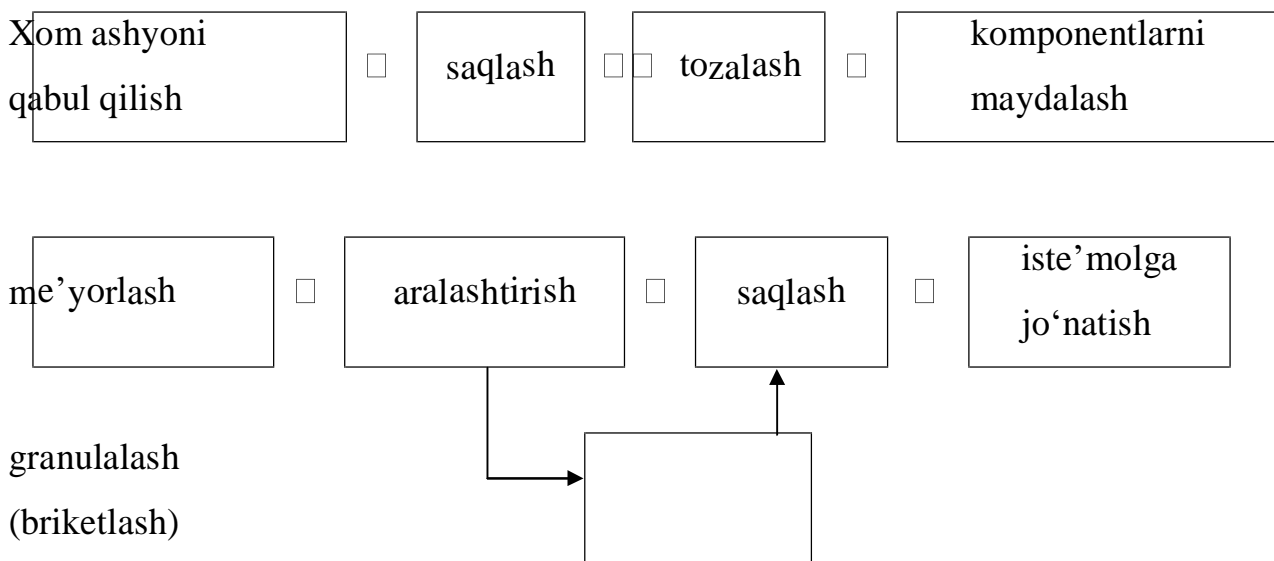 Xom ashyoni
qabul qilish
saqlash
tozalash
komponentlarni
maydalash
me’yorlash
aralashtirish
saqlash
iste’molga
jo‘natish
granulalash
(briketlash)